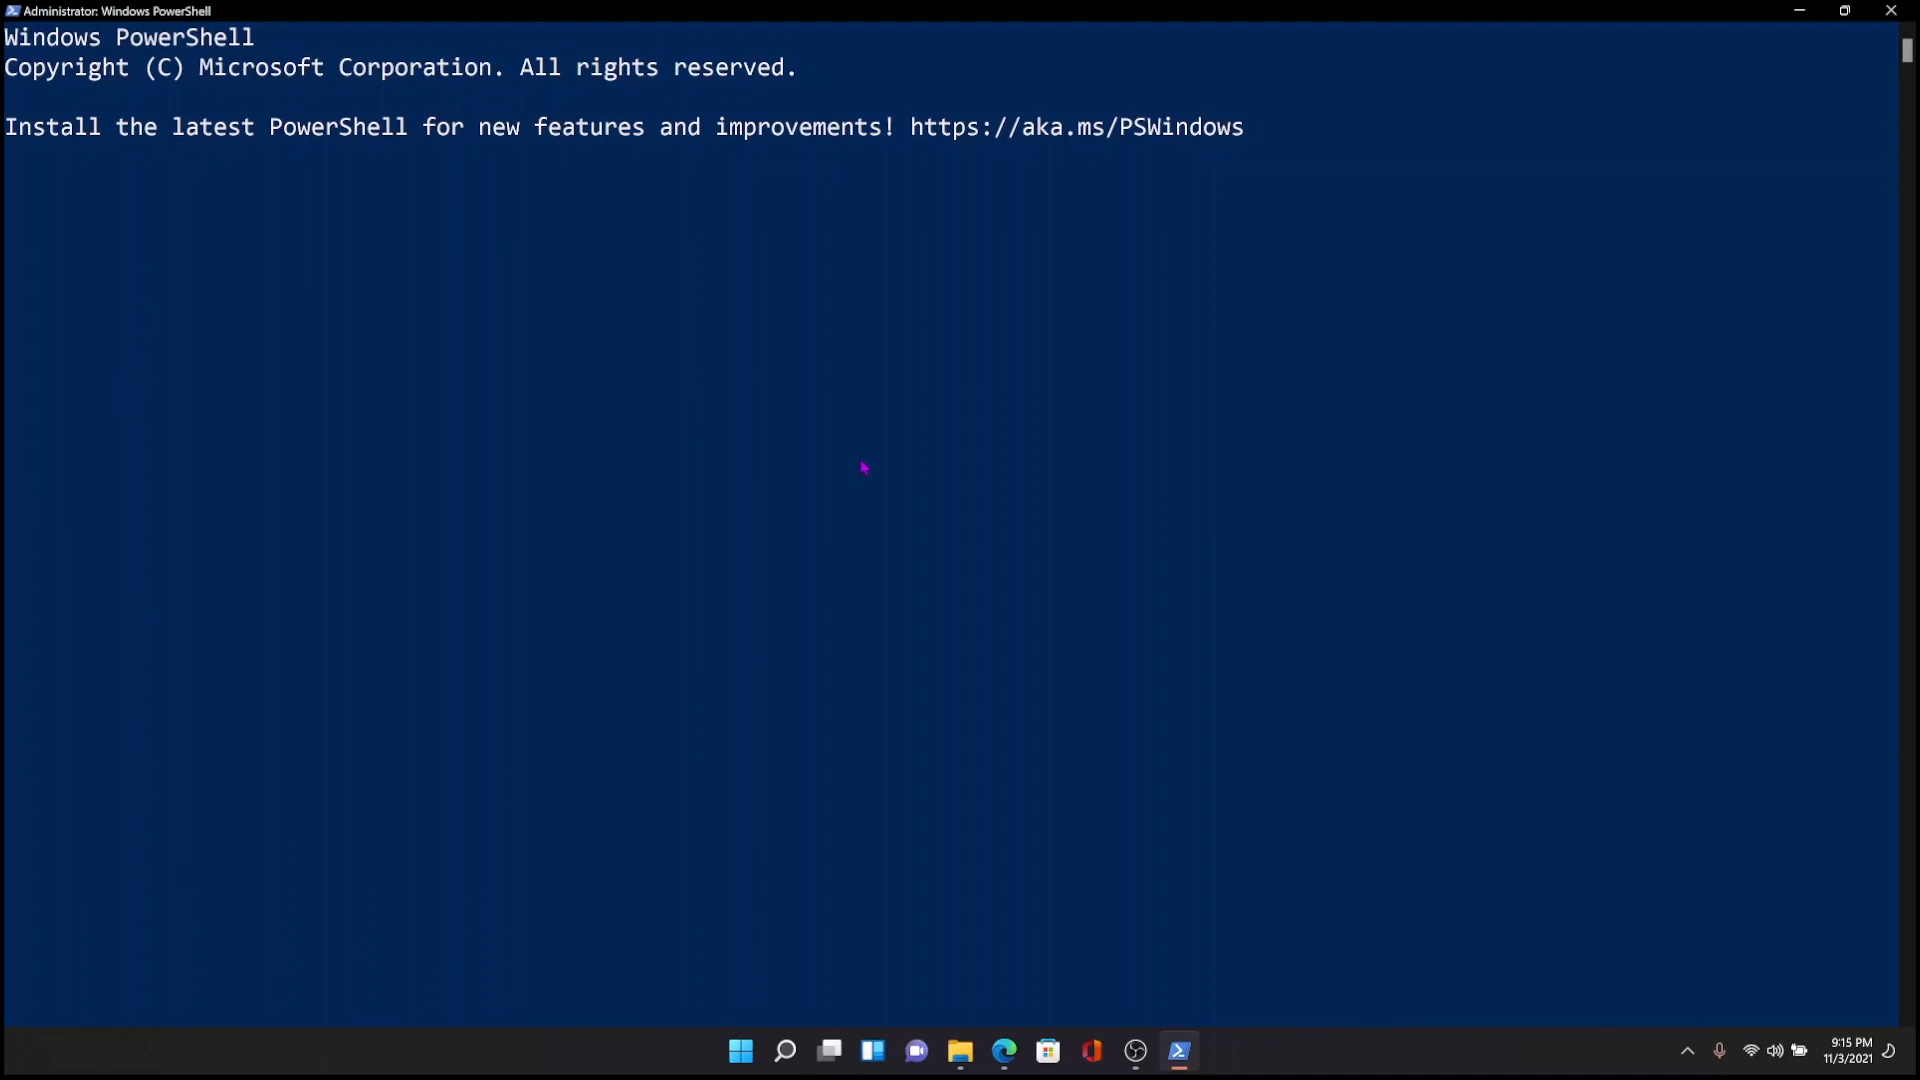 Administrator: Windows PowerShell
Windows PowerShell
Copyright (C) Microsoft Corporation. All rights reserved.
Install the latest PowerShell for new features and improvements! https://aka.ms/PSWindows
9:15 PM
11/3/2021